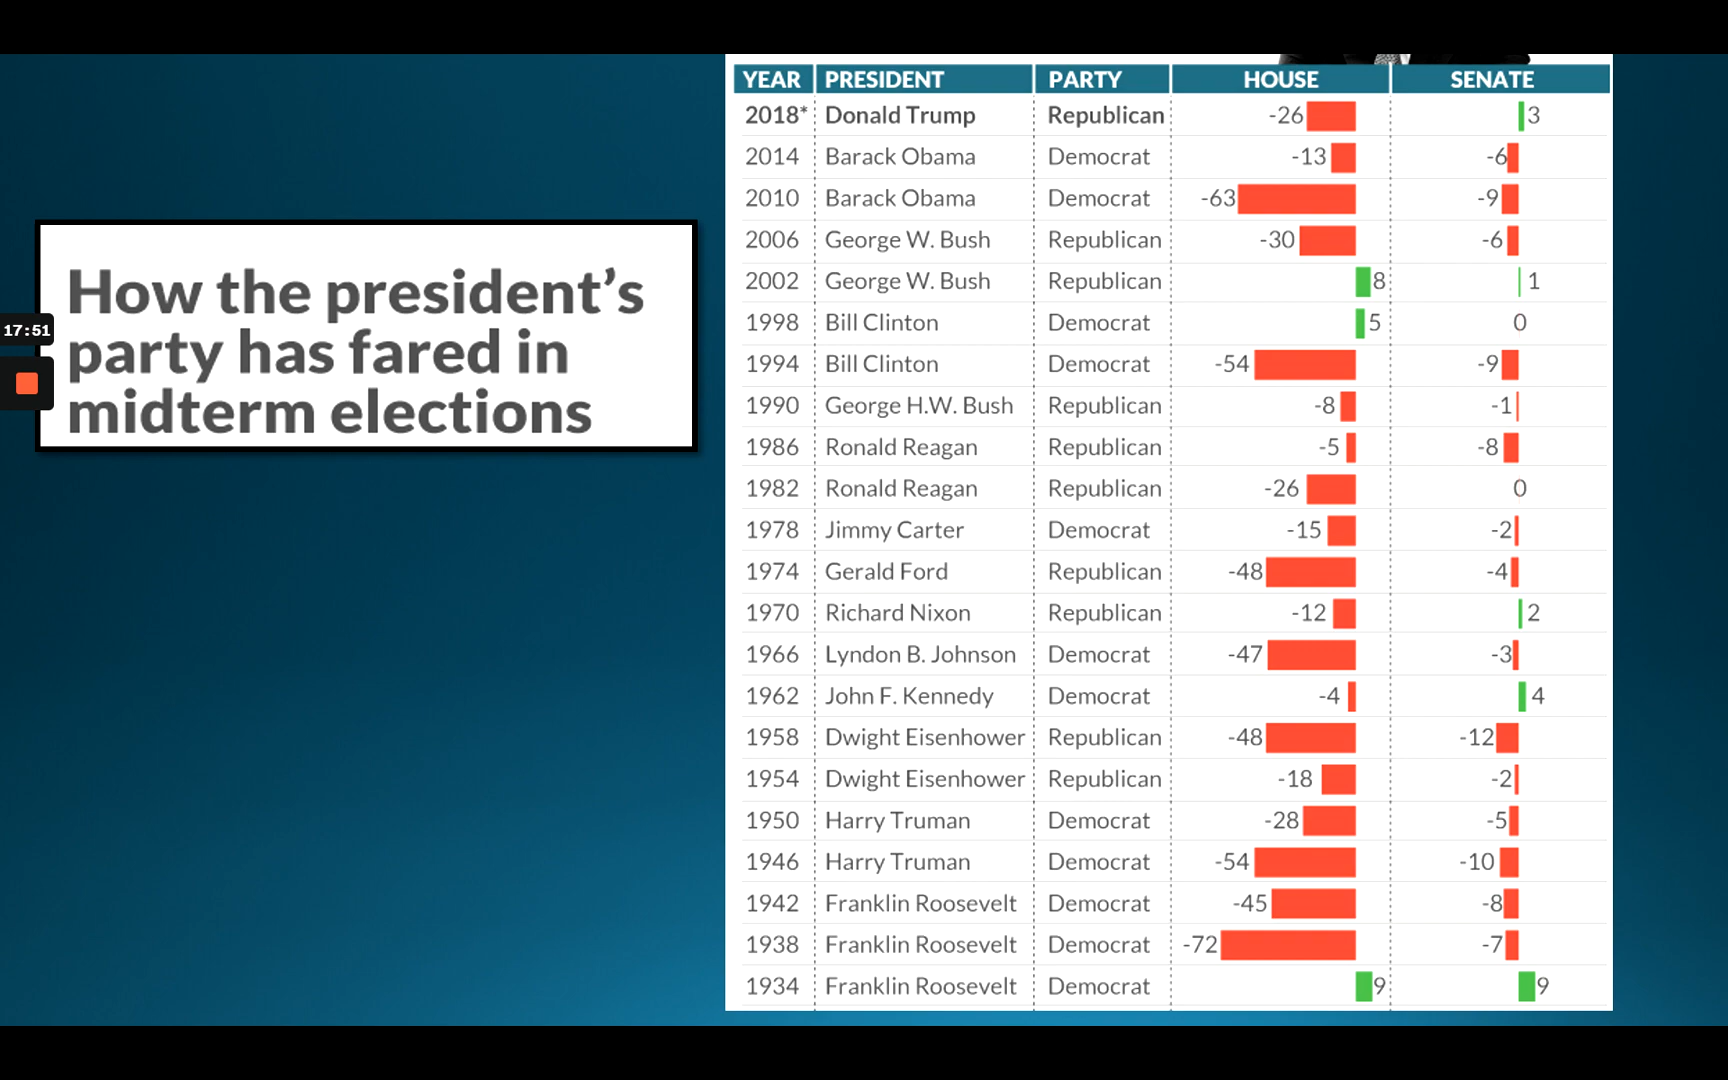 How the president’s
party has fared in
midterm elections
17:51
YEAR PRESIDENT PARTY HOUSE SENATE
2018* Donald Trump Republican -26 3
2014 Barack Obama Democrat -13 -6
2010 Barack Obama Democrat -63 -9
2006 George W. Bush Republican -30 -6
2002 George W. Bush Republican 8 1
1998 Bill Clinton Democrat 5 0
1994 Bill Clinton Democrat -54 -9
1990 George H.W. Bush Republican -8 -1
1986 Ronald Reagan Republican -5 -8
1982 Ronald Reagan Republican -26 0
1978 Jimmy Carter Democrat -15 -2
1974 Gerald Ford Republican -48 -4
1970 Richard Nixon Republican -12 2
1966 Lyndon B. Johnson Democrat -47 -3
1962 John F. Kennedy Democrat -4 4
1958 Dwight Eisenhower Republican -48 -12
1954 Dwight Eisenhower Republican -18 -2
1950 Harry Truman Democrat -28 -5
1946 Harry Truman Democrat -54 -10
1942 Franklin Roosevelt Democrat -45 -8
1938 Franklin Roosevelt Democrat -72 -7
1934 Franklin Roosevelt Democrat 9 9